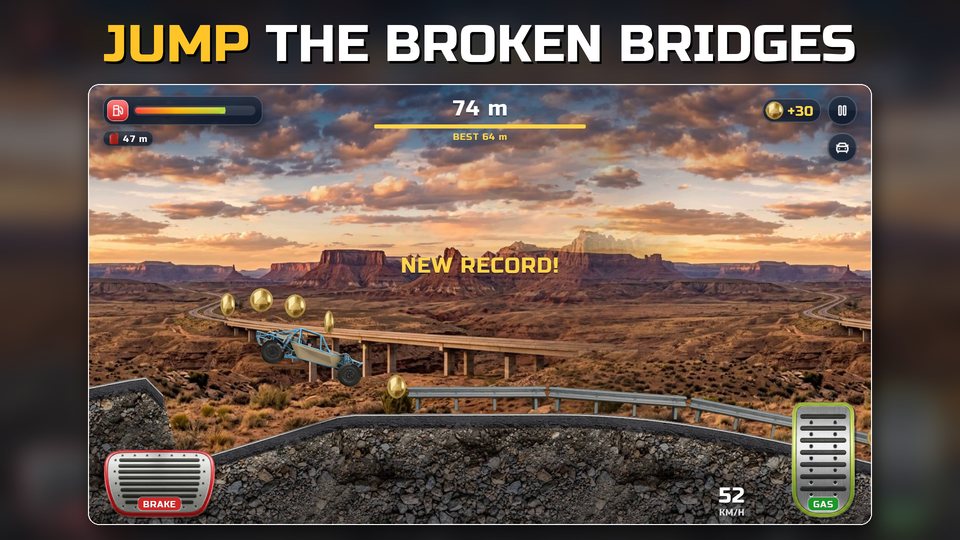 JUMP THE BROKEN BRIDGES
74 m
+30
BEST 64 m
47 m
NEW RECORD!
52
KM/H
BRAKE
GAS